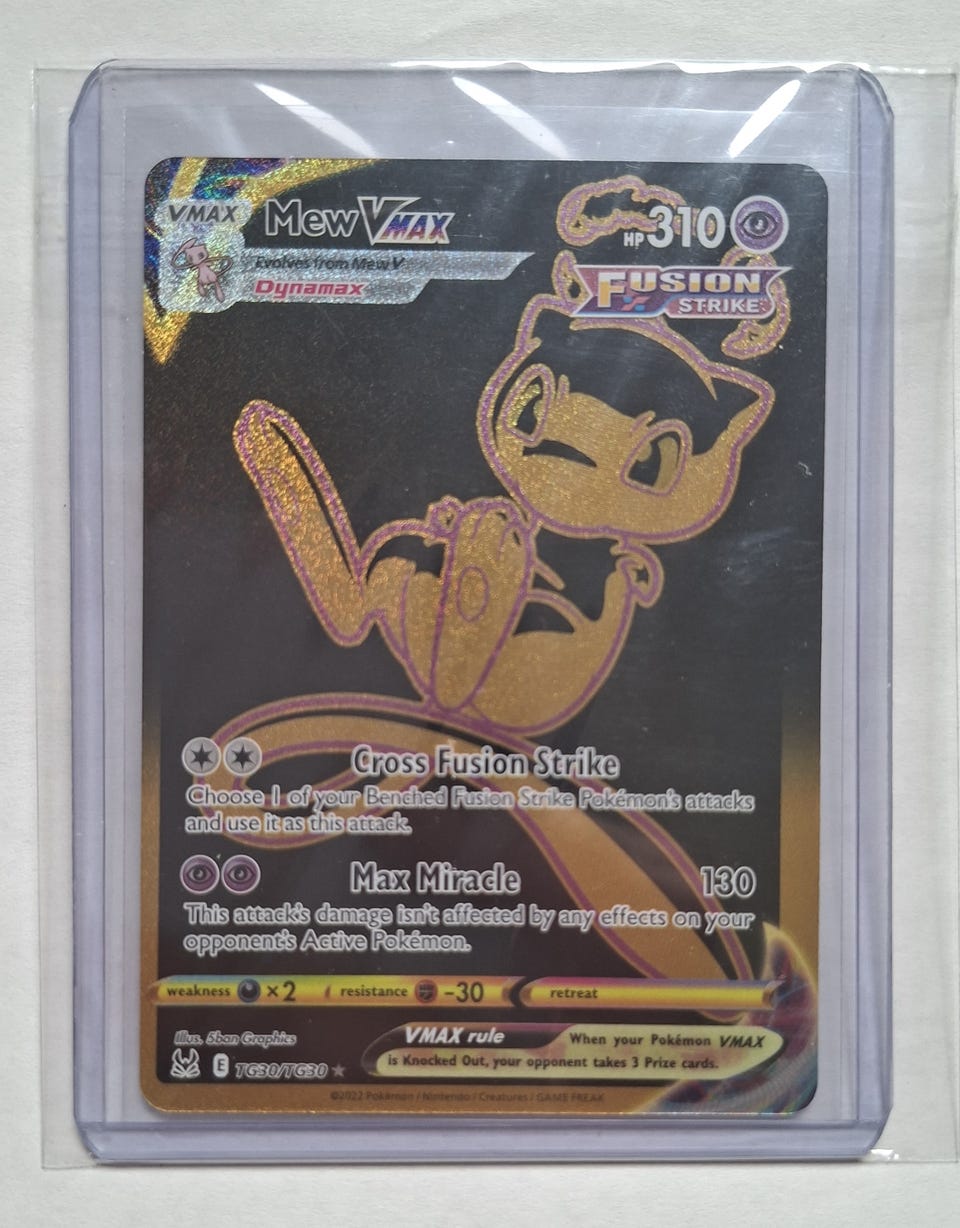 VMAX
Mew VMAX
HP 310
Evolves from Mew V
Dynamax
FUSION
STRIKE
Cross Fusion Strike
Choose 1 of your Benched Fusion Strike Pokémon's attacks
and use it as this attack.
Max Miracle 130
This attack's damage isn't affected by any effects on your
opponent's Active Pokémon.
weakness ×2 resistance -30 retreat
Illus. 5ban Graphics
VMAX rule When your Pokémon VMAX
is Knocked Out, your opponent takes 3 Prize cards.
E TG30/TG30 ★
©2022 Pokémon / Nintendo / Creatures / GAME FREAK